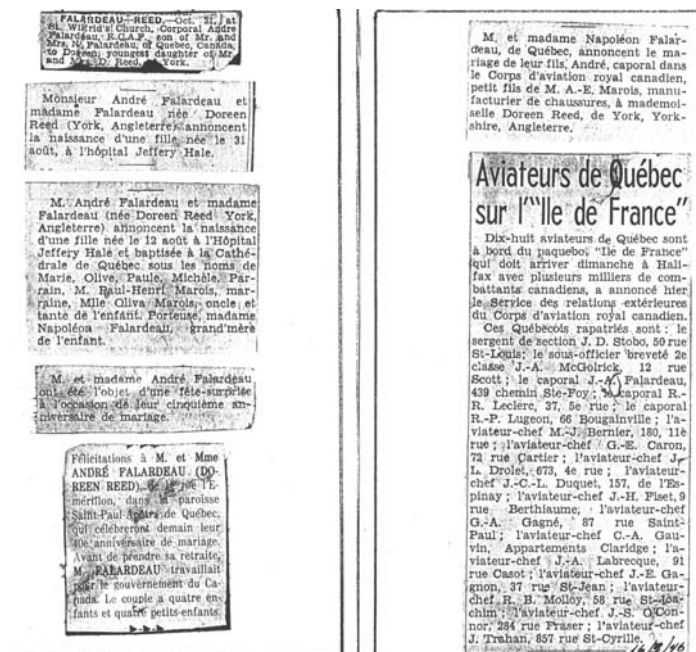 FALARDEAU—REED.—Oct. 31, at
St. Wilfrid's Church, Corporal Andre
Falardeau, R.C.A.F., son of Mr. and
Mrs. N. Falardeau, of Quebec, Canada,
to Doreen, youngest daughter of Mr.
and Mrs. D. Reed, York.
Monsieur André Falardeau et
madame Falardeau née Doreen
Reed (York, Angleterre) annoncent
la naissance d'une fille née le 31
août, à l'hôpital Jeffery Hale.
M. André Falardeau et madame
Falardeau (née Doreen Reed York,
Angleterre) annoncent la naissance
d'une fille née le 12 août à l'Hôpital
Jeffery Hale et baptisée à la Cathé-
drale de Québec sous les noms de
Marie, Olive, Paule, Michèle. Par-
rain, M. Paul-Henri Marois, mar-
raine, Mlle Oliva Marois, oncle et
tante de l'enfant. Porteuse, madame
Napoléon Falardeau, grand'mère
de l'enfant.
M. et madame André Falardeau
ont été l'objet d'une fête-surprise
à l'occasion de leur cinquième an-
niversaire de mariage.
Félicitations à M. et Mme
ANDRÉ FALARDEAU (DO-
REEN REED), de la rue l'É-
mérillon, dans la paroisse
Saint-Paul Apôtre de Québec,
qui célébreront demain leur
40e anniversaire de mariage.
Avant de prendre sa retraite,
M. FALARDEAU travaillait
pour le gouvernement du Ca-
nada. Le couple a quatre en-
fants et quatre petits-enfants.
M. et madame Napoléon Falar-
deau, de Québec, annoncent le ma-
riage de leur fils, André, caporal dans
le Corps d'aviation royal canadien,
petit fils de M. A.-E. Marois, manu-
facturier de chaussures, à mademoi-
selle Doreen Reed, de York, York-
shire, Angleterre.
Aviateurs de Québec
sur l'"Ile de France"
Dix-huit aviateurs de Québec sont
à bord du paquebot "Ile de France"
qui doit arriver dimanche à Hali-
fax avec plusieurs milliers de com-
battants canadiens, a annoncé hier
le Service des relations extérieures
du Corps d'aviation royal canadien.
Ces Québecois rapatriés sont : le
sergent de section J. D. Stobo, 50 rue
St-Louis; le sous-officier breveté 2e
classe J.-A. McGolrick, 12 rue
Scott; le caporal J.-A. Falardeau,
439 chemin Ste-Foy; le caporal R.-
R. Leclerc, 37, 5e rue; le caporal
R.-P. Lugeon, 66 Bougainville; l'a-
viateur-chef M.-J. Bernier, 180, 11e
rue; l'aviateur-chef G.-E. Caron,
72 rue Cartier; l'aviateur-chef J.-
L. Drolet, 673, 4e rue; l'aviateur-
chef J.-C.-L. Duquet, 157, de l'Es-
pinay; l'aviateur-chef J.-H. Fiset, 9
rue Berthiaume; l'aviateur-chef
G.-A. Gagné, 87 rue Saint-
Paul; l'aviateur-chef C.-A. Gau-
vin, Appartements Claridge; l'a-
viateur-chef J.-A. Labrecque, 91
rue Casot; l'aviateur-chef J.-E. Ga-
gnon, 37 rue St-Jean; l'aviateur-
chef R. B. Molloy, 58 rue St-Joa-
chim; l'aviateur-chef J.-S. O'Con-
nor, 284 rue Fraser; l'aviateur-chef
J. Trahan, 857 rue St-Cyrille.